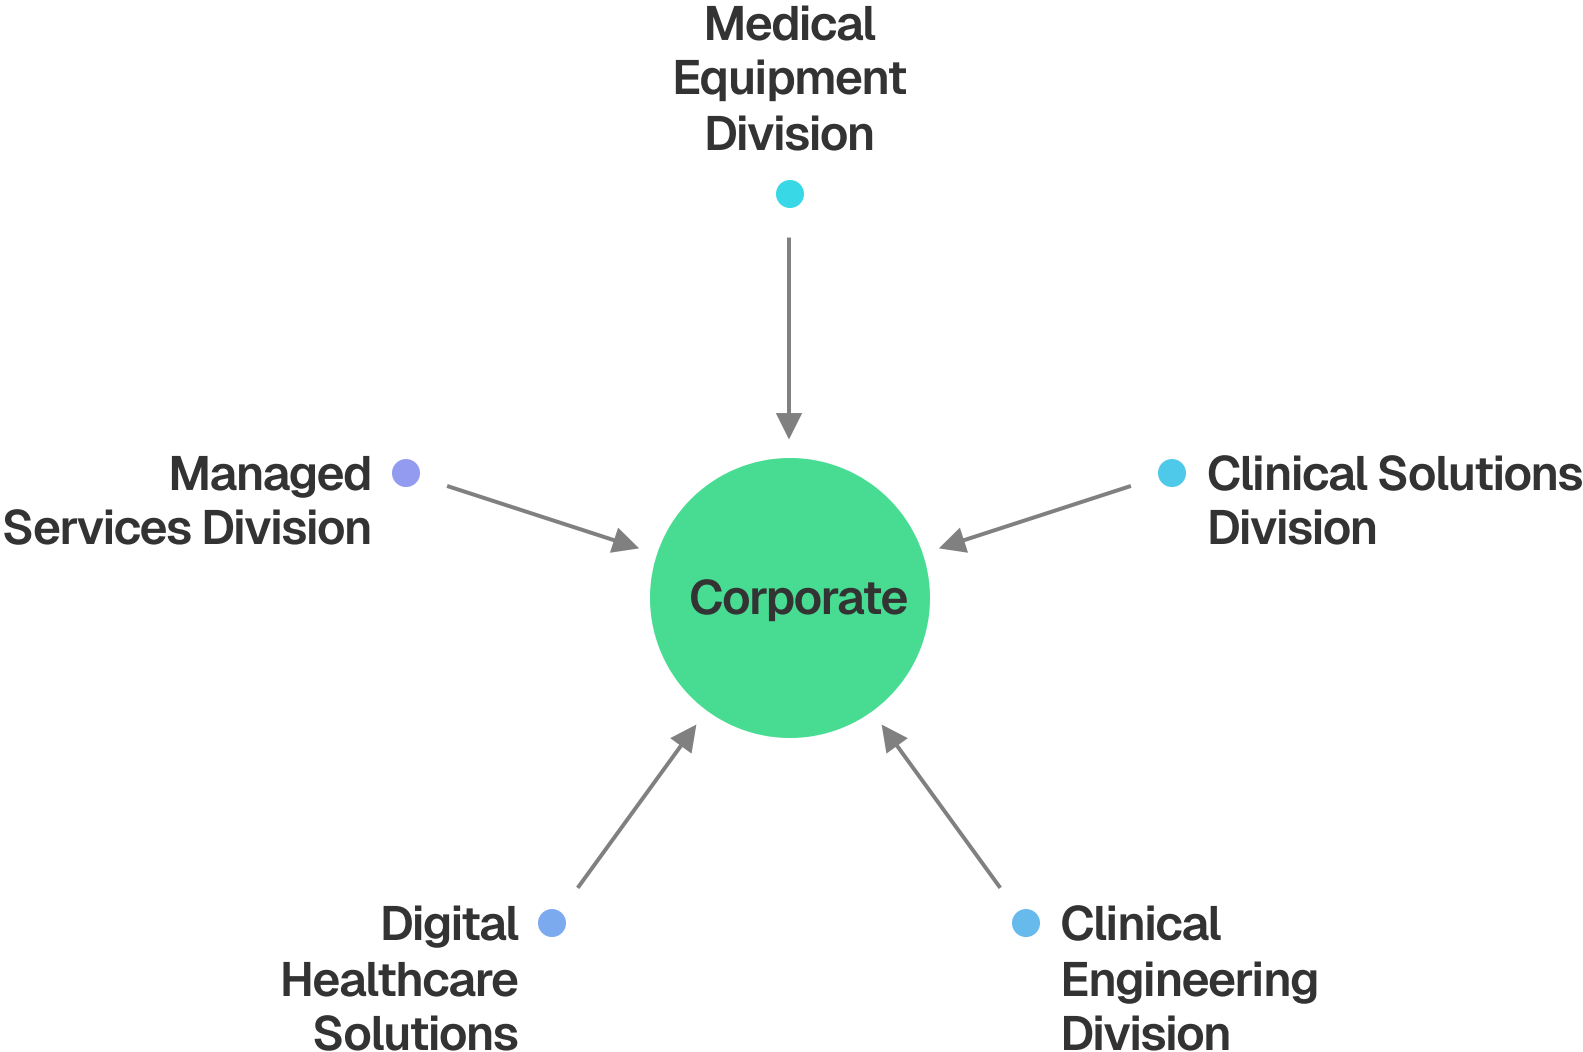 Medical
Equipment
Division
Managed
Services Division
Clinical Solutions
Division
Corporate
Digital
Healthcare
Solutions
Clinical
Engineering
Division